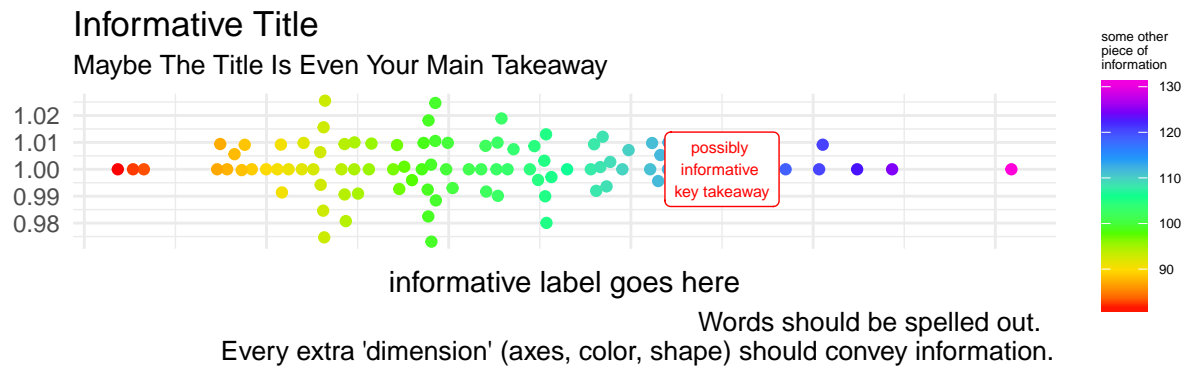 Informative Title
Maybe The Title Is Even Your Main Takeaway
some other
piece of
information
1.02
1.01
1.00
0.99
0.98
possibly
informative
key takeaway
130
120
110
100
90
informative label goes here
Words should be spelled out.
Every extra 'dimension' (axes, color, shape) should convey information.